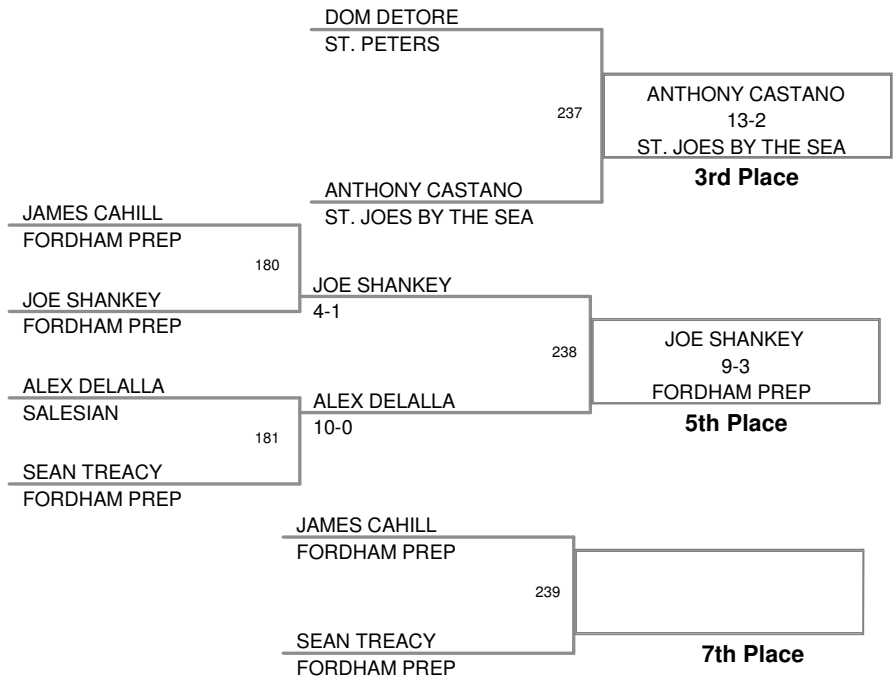 DOM DETORE
ST. PETERS
237
ANTHONY CASTANO
13-2
ST. JOES BY THE SEA
3rd Place
ANTHONY CASTANO
ST. JOES BY THE SEA
JAMES CAHILL
FORDHAM PREP
180
JOE SHANKEY
FORDHAM PREP
JOE SHANKEY
4-1
238
JOE SHANKEY
9-3
FORDHAM PREP
5th Place
ALEX DELALLA
SALESIAN
181
ALEX DELALLA
10-0
SEAN TREACY
FORDHAM PREP
JAMES CAHILL
FORDHAM PREP
239
SEAN TREACY
FORDHAM PREP
7th Place